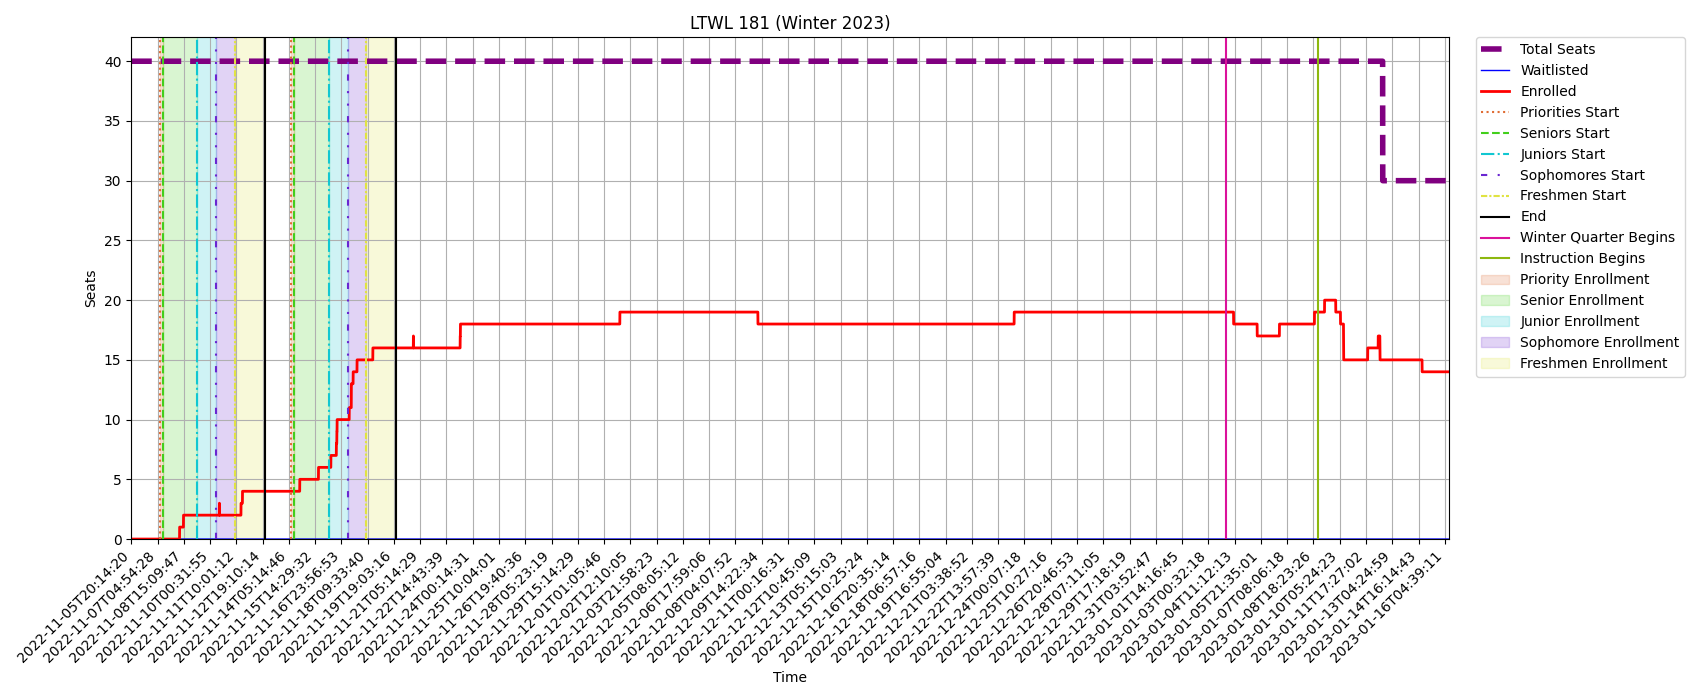 LTWL 181 (Winter 2023)
Seats
40
35
30
25
20
15
10
5
0
2022-11-05T20:14:20
2022-11-07T04:54:28
2022-11-08T15:09:47
2022-11-10T00:31:55
2022-11-11T10:01:12
2022-11-12T19:10:14
2022-11-14T05:14:46
2022-11-15T14:29:32
2022-11-16T23:56:53
2022-11-18T09:33:40
2022-11-19T19:03:16
2022-11-21T05:14:29
2022-11-22T14:43:39
2022-11-24T00:14:31
2022-11-25T10:04:01
2022-11-26T19:40:36
2022-11-28T05:23:19
2022-11-29T15:14:29
2022-12-01T01:05:46
2022-12-02T12:10:05
2022-12-03T21:58:23
2022-12-05T08:05:12
2022-12-06T17:59:06
2022-12-08T04:07:52
2022-12-09T14:22:34
2022-12-11T00:16:31
2022-12-12T10:45:09
2022-12-13T05:15:03
2022-12-15T10:25:24
2022-12-16T20:35:14
2022-12-18T06:57:16
2022-12-19T16:55:04
2022-12-21T03:38:52
2022-12-22T13:57:39
2022-12-24T00:07:18
2022-12-25T10:27:16
2022-12-26T20:46:53
2022-12-28T07:11:05
2022-12-29T17:18:19
2022-12-31T03:52:47
2023-01-01T14:16:45
2023-01-03T00:32:18
2023-01-04T11:12:13
2023-01-05T21:35:01
2023-01-07T08:06:18
2023-01-08T18:23:26
2023-01-10T05:24:23
2023-01-11T17:27:02
2023-01-13T04:24:59
2023-01-14T16:14:43
2023-01-16T04:39:11
Time
Total Seats
Waitlisted
Enrolled
Priorities Start
Seniors Start
Juniors Start
Sophomores Start
Freshmen Start
End
Winter Quarter Begins
Instruction Begins
Priority Enrollment
Senior Enrollment
Junior Enrollment
Sophomore Enrollment
Freshmen Enrollment